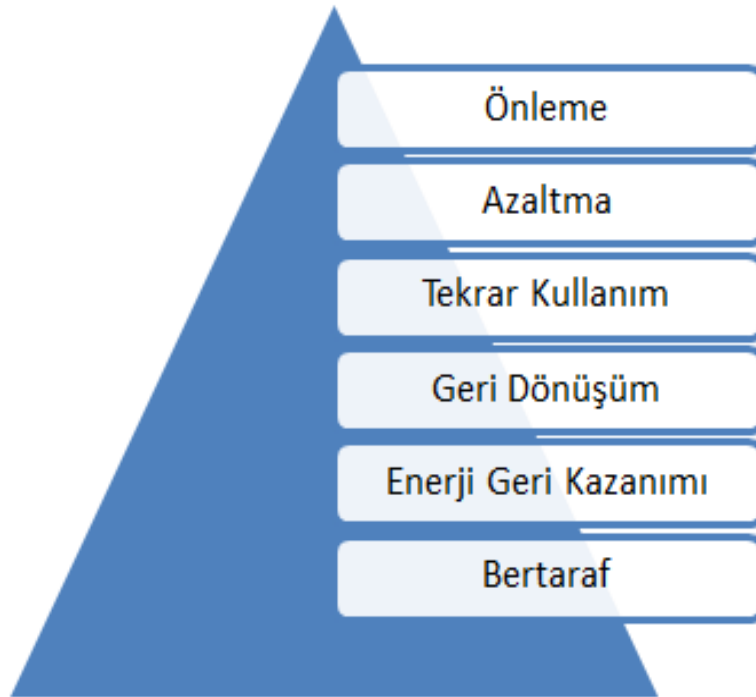 Önleme
Azaltma
Tekrar Kullanım
Geri Dönüşüm
Enerji Geri Kazanımı
Bertaraf